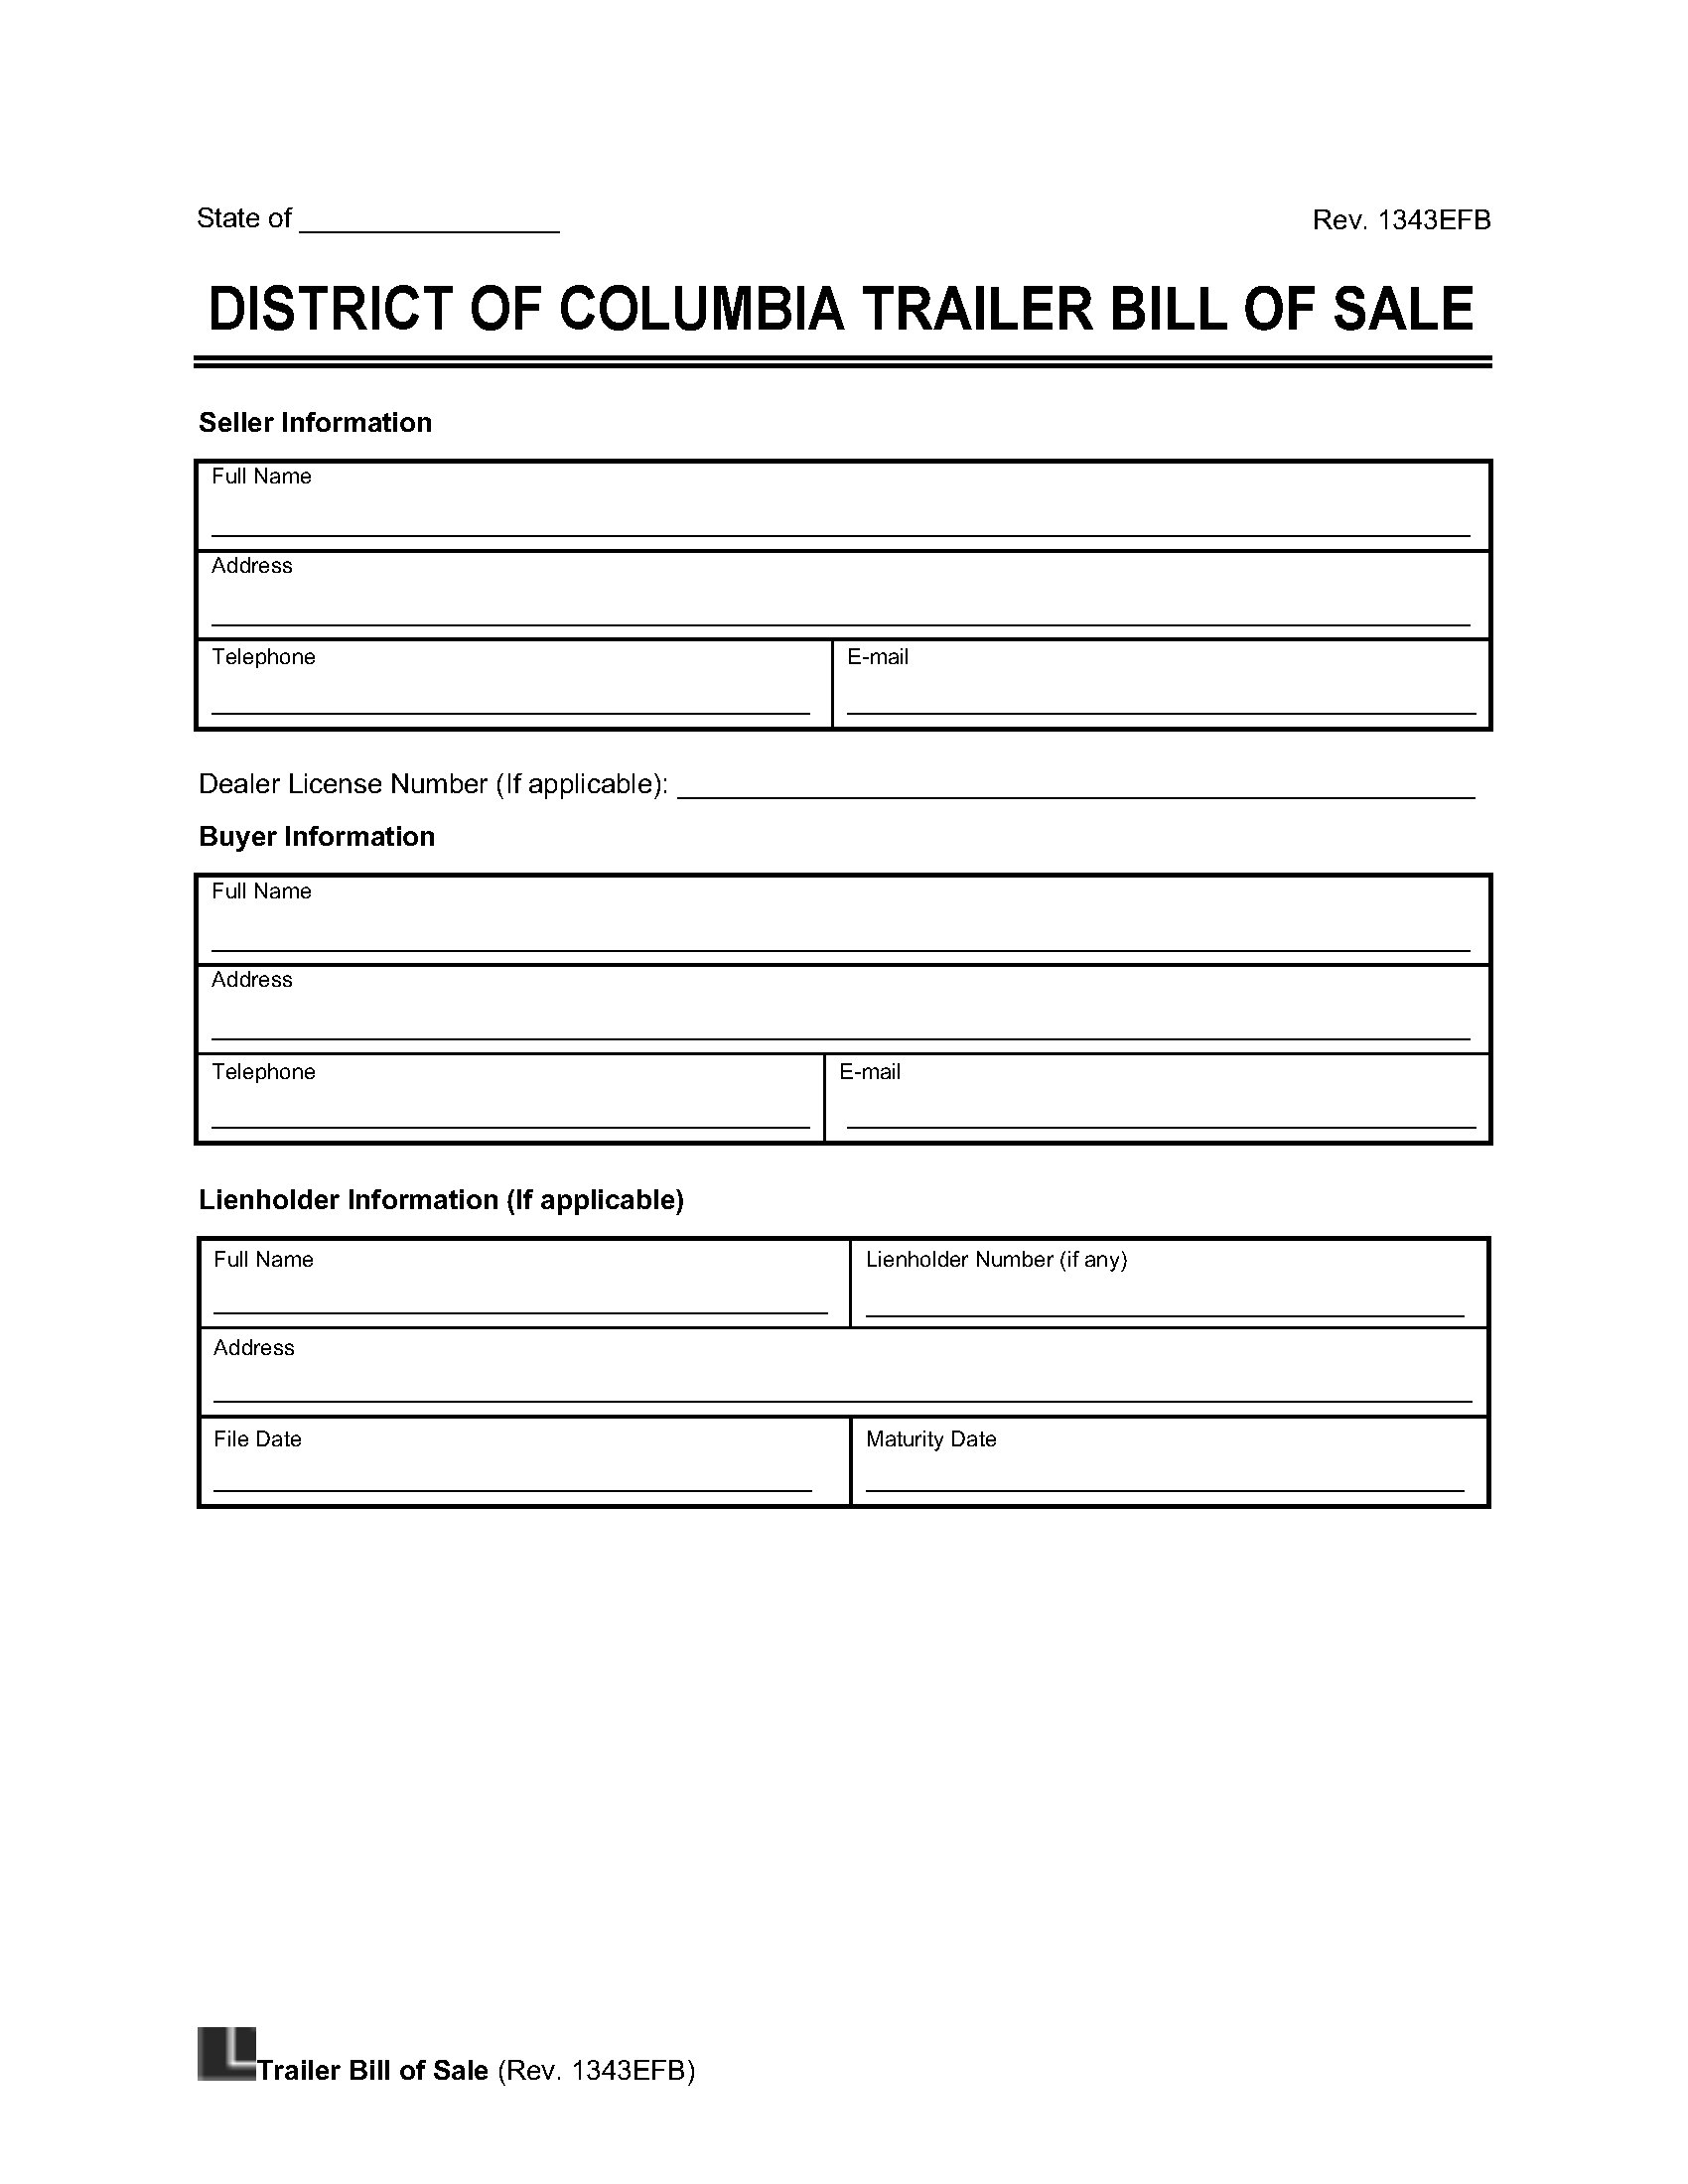 State of
Rev. 1343EFB
DISTRICT OF COLUMBIA TRAILER BILL OF SALE
Seller Information
Full Name
Address
Telephone
E-mail
Dealer License Number (If applicable):
Buyer Information
Full Name
Address
Telephone
E-mail
Lienholder Information (If applicable)
Full Name
Lienholder Number (if any)
Address
File Date
Maturity Date
Trailer Bill of Sale (Rev. 1343EFB)